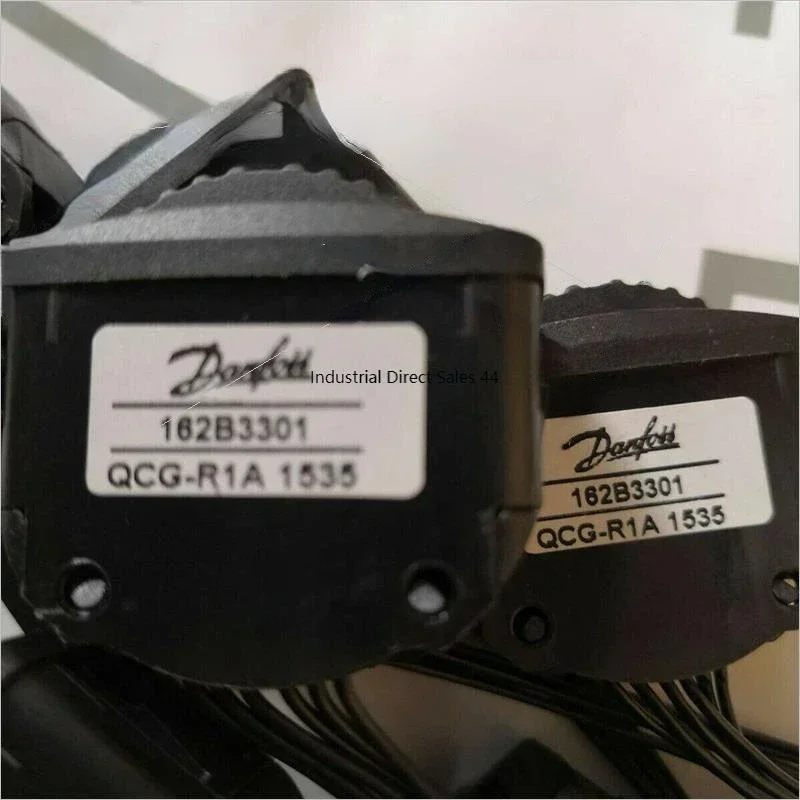 Danfoss
Industrial Direct Sales 44
162B3301
QCG-R1A 1535
Danfoss
162B3301
QCG-R1A 1535